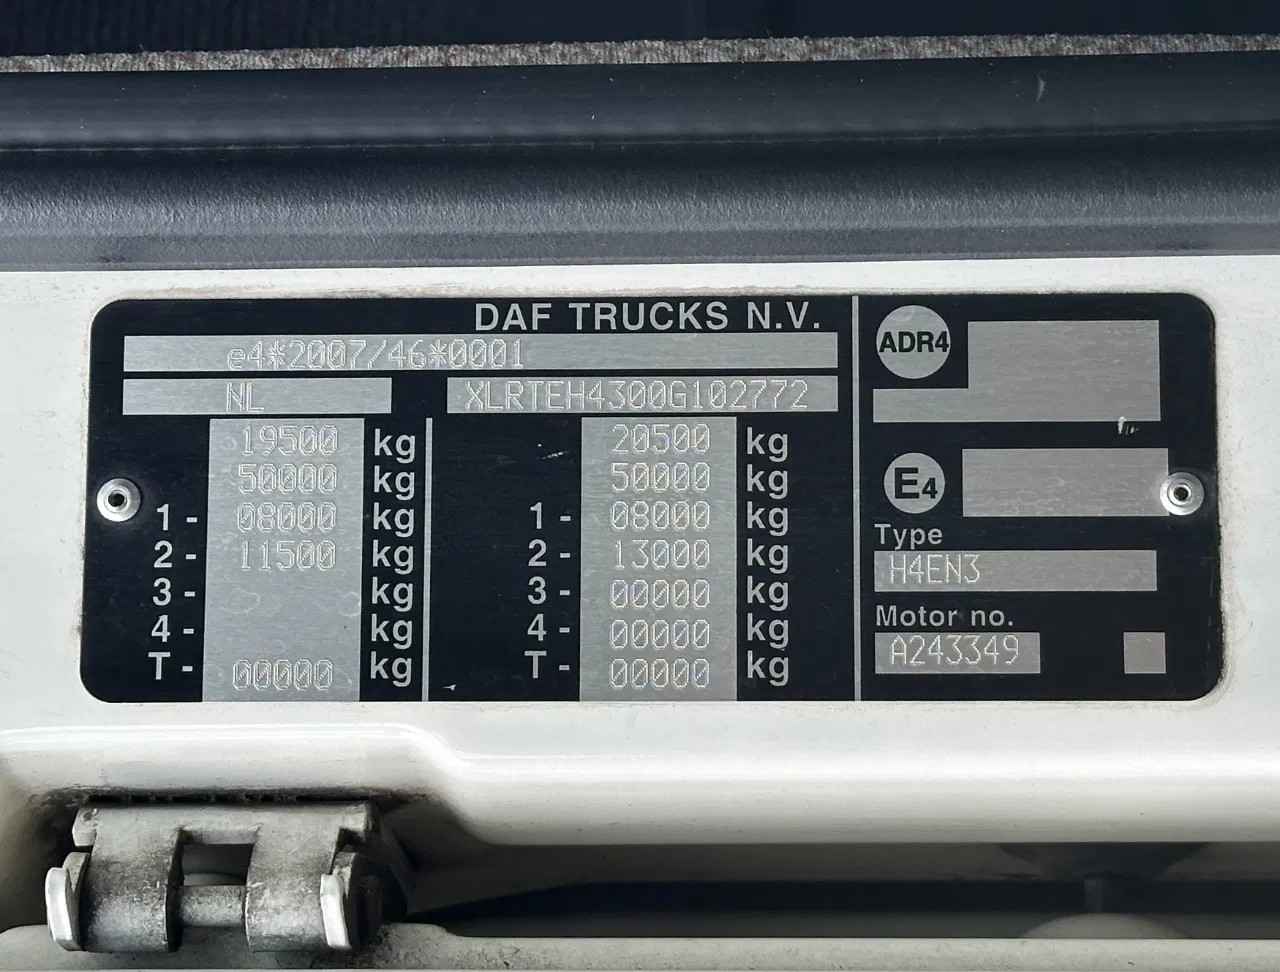 DAF TRUCKS N.V.
e4*2007/46*0001
NL XLRTEH4300G102772
19500 kg 20500 kg
50000 kg 50000 kg
1 - 08000 kg 1 - 08000 kg
2 - 11500 kg 2 - 13000 kg
3 - kg 3 - 00000 kg
4 - kg 4 - 00000 kg
T - 00000 kg T - 00000 kg
ADR4
E4
Type
H4EN3
Motor no.
A243349